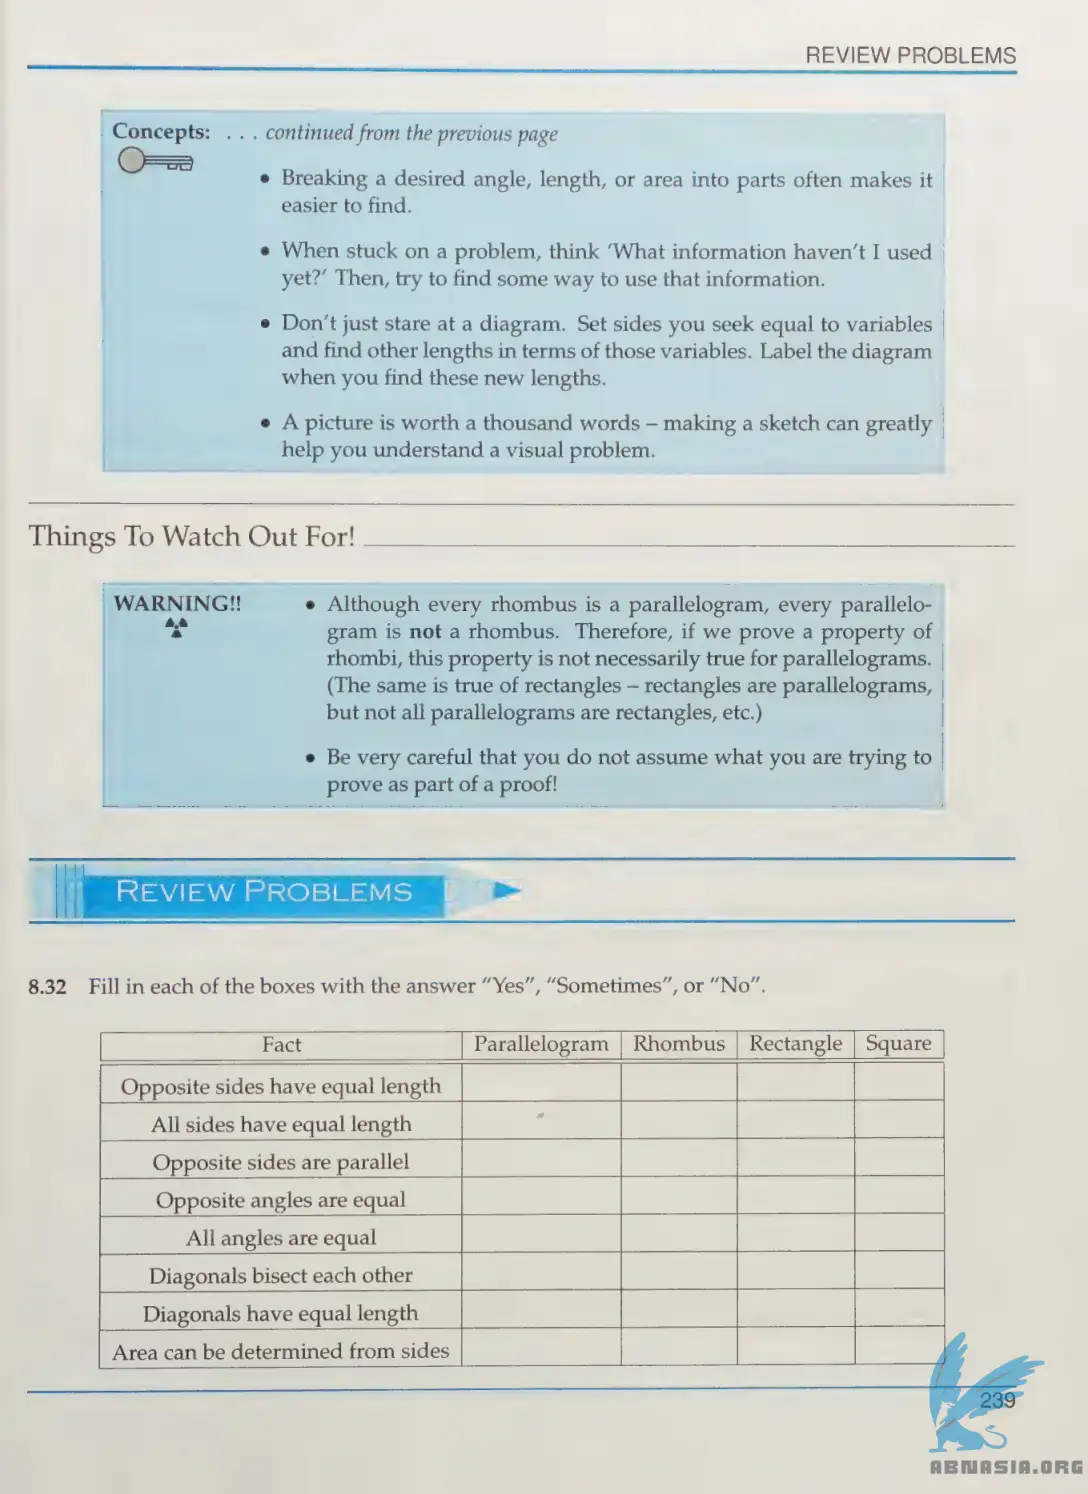 REVIEW PROBLEMS
Concepts: . . . continued from the previous page
• Breaking a desired angle, length, or area into parts often makes it
easier to find.
• When stuck on a problem, think 'What information haven't I used
yet?' Then, try to find some way to use that information.
• Don't just stare at a diagram. Set sides you seek equal to variables
and find other lengths in terms of those variables. Label the diagram
when you find these new lengths.
• A picture is worth a thousand words – making a sketch can greatly
help you understand a visual problem.
Things To Watch Out For!
WARNING!! • Although every rhombus is a parallelogram, every parallelo-
gram is not a rhombus. Therefore, if we prove a property of
rhombi, this property is not necessarily true for parallelograms.
(The same is true of rectangles – rectangles are parallelograms,
but not all parallelograms are rectangles, etc.)
• Be very careful that you do not assume what you are trying to
prove as part of a proof!
REVIEW PROBLEMS
8.32 Fill in each of the boxes with the answer "Yes", "Sometimes", or "No".
Fact Parallelogram Rhombus Rectangle Square
Opposite sides have equal length
All sides have equal length
Opposite sides are parallel
Opposite angles are equal
All angles are equal
Diagonals bisect each other
Diagonals have equal length
Area can be determined from sides
239
ABNASIA.ORG